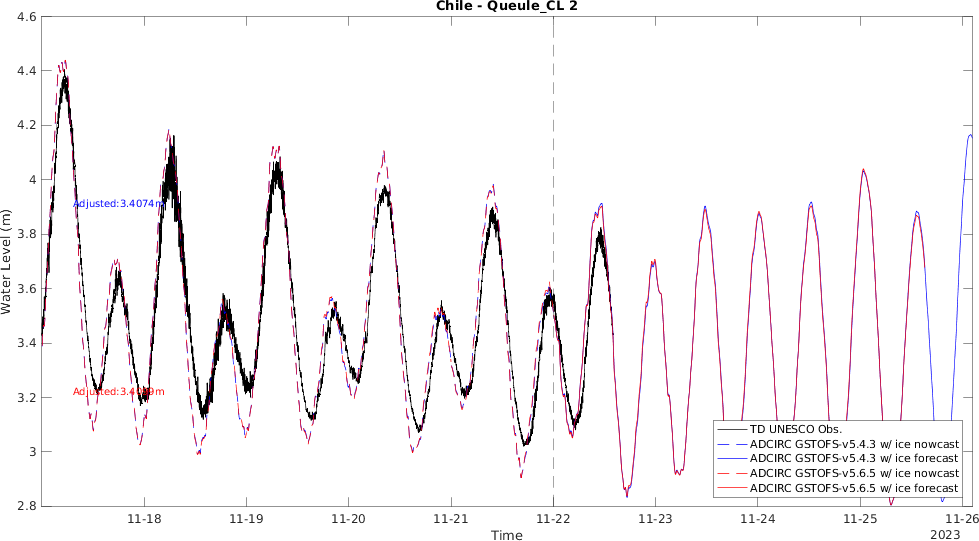 Chile - Queule_CL 2
Water Level (m)
4.6
4.4
4.2
4
3.8
3.6
3.4
3.2
3
2.8
Adjusted:3.4074m
TD UNESCO Obs.
ADCIRC GSTOFS-v5.4.3 w/ ice nowcast
ADCIRC GSTOFS-v5.4.3 w/ ice forecast
ADCIRC GSTOFS-v5.6.5 w/ ice nowcast
ADCIRC GSTOFS-v5.6.5 w/ ice forecast
11-18
11-19
11-20
11-21
11-22
11-23
11-24
11-25
11-26
Time
2023